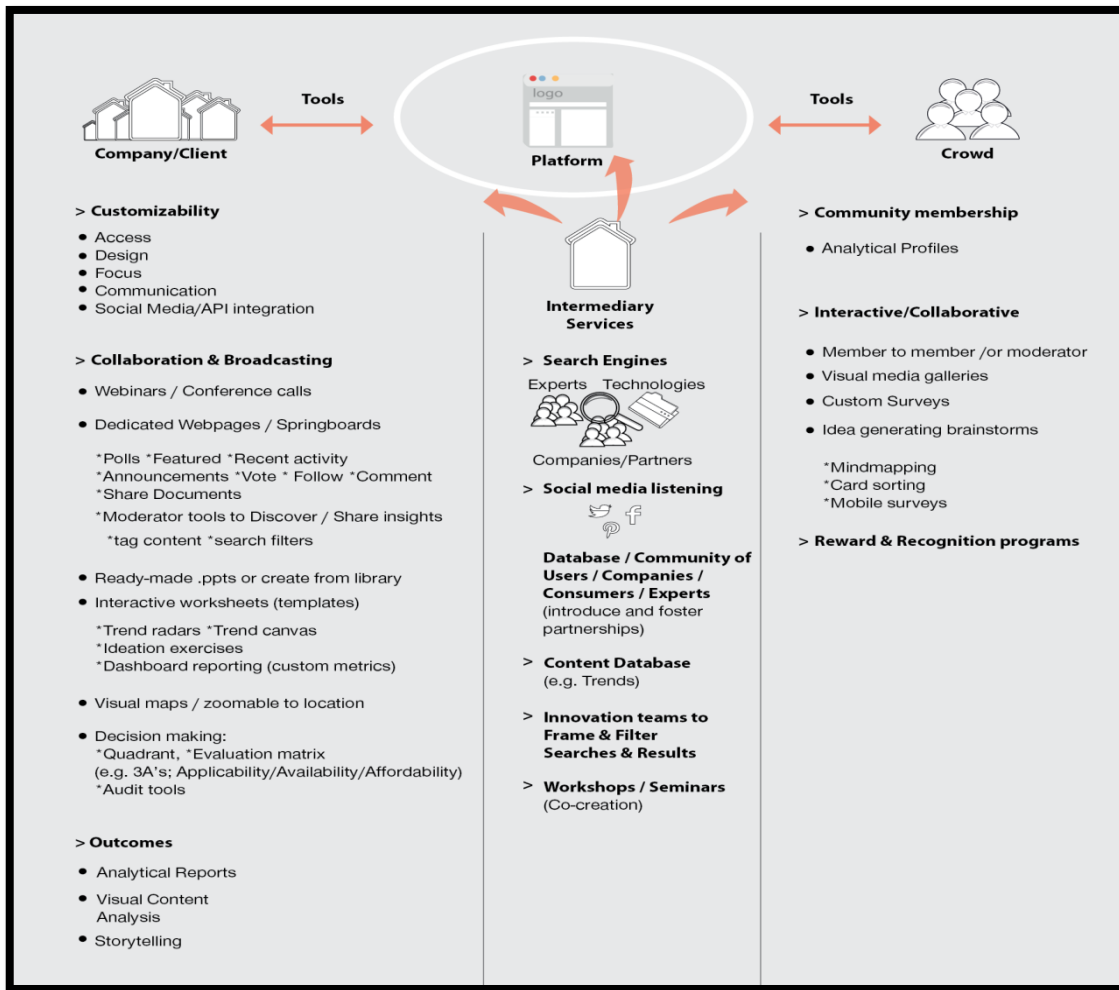 Tools
logo
Tools
Company/Client
Platform
Crowd
> Customizability
• Access
• Design
• Focus
• Communication
• Social Media/API integration
> Collaboration & Broadcasting
• Webinars / Conference calls
• Dedicated Webpages / Springboards
*Polls *Featured *Recent activity
*Announcements *Vote * Follow *Comment
*Share Documents
*Moderator tools to Discover / Share insights
*tag content *search filters
• Ready-made .ppts or create from library
• Interactive worksheets (templates)
*Trend radars *Trend canvas
*Ideation exercises
*Dashboard reporting (custom metrics)
• Visual maps / zoomable to location
• Decision making:
*Quadrant, *Evaluation matrix
(e.g. 3A's; Applicability/Availability/Affordability)
*Audit tools
> Outcomes
• Analytical Reports
• Visual Content
Analysis
• Storytelling
Intermediary
Services
> Search Engines
Experts Technologies
Companies/Partners
> Social media listening
Database / Community of
Users / Companies /
Consumers / Experts
(introduce and foster
partnerships)
> Content Database
(e.g. Trends)
> Innovation teams to
Frame & Filter
Searches & Results
> Workshops / Seminars
(Co-creation)
> Community membership
• Analytical Profiles
> Interactive/Collaborative
• Member to member /or moderator
• Visual media galleries
• Custom Surveys
• Idea generating brainstorms
*Mindmapping
*Card sorting
*Mobile surveys
> Reward & Recognition programs